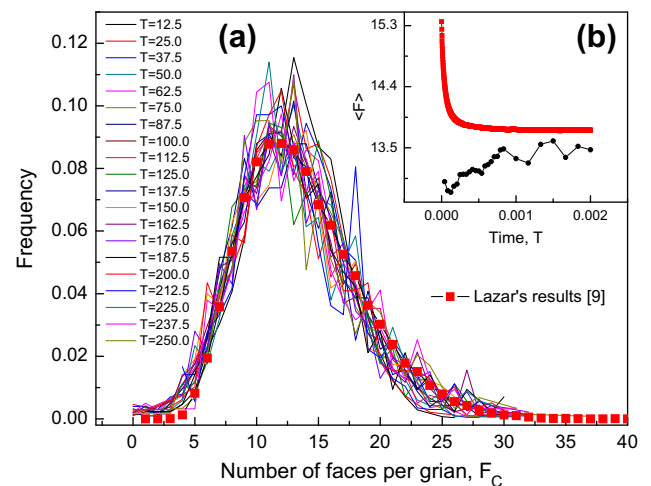 (a)
(b)
T=12.5
T=25.0
T=37.5
T=50.0
T=62.5
T=75.0
T=87.5
T=100.0
T=112.5
T=125.0
T=137.5
T=150.0
T=162.5
T=175.0
T=187.5
T=200.0
T=212.5
T=225.0
T=237.5
T=250.0
0.12
0.10
0.08
0.06
0.04
0.02
0.00
Frequency
0 5 10 15 20 25 30 35 40
Number of faces per grian, F_C
15.3
14.4
13.5
<F>
0.000 0.001 0.002
Time, T
Lazar's results [9]